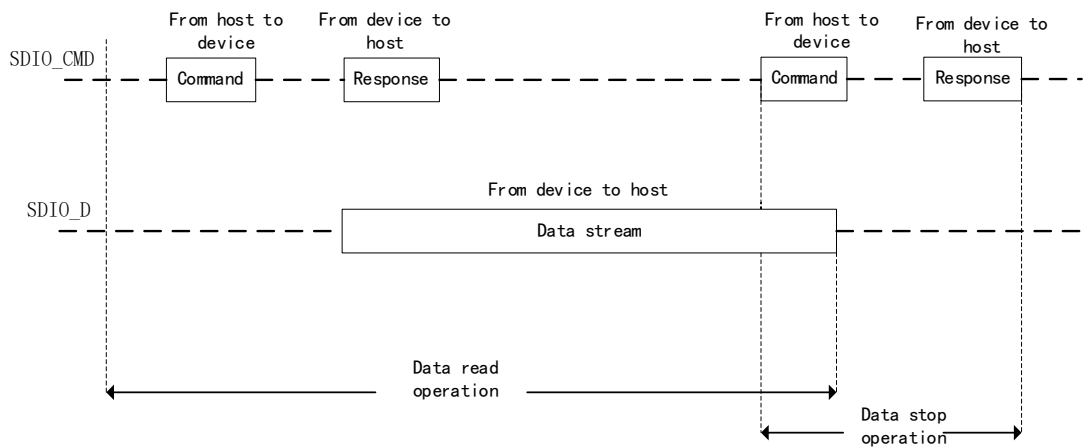 From host to
device
From device to
host
From host to
device
From device to
host
SDIO_CMD
Command
Response
Command
Response
From device to host
SDIO_D
Data stream
Data read
operation
Data stop
operation